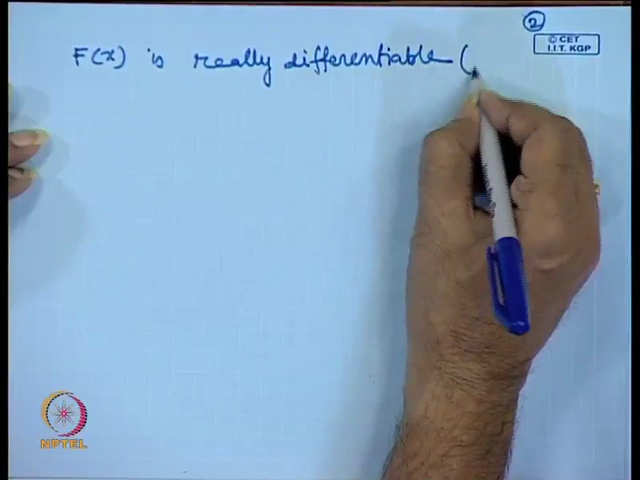 2
© CET
I.I.T. KGP
F(x) is really differentiable (
NPTEL